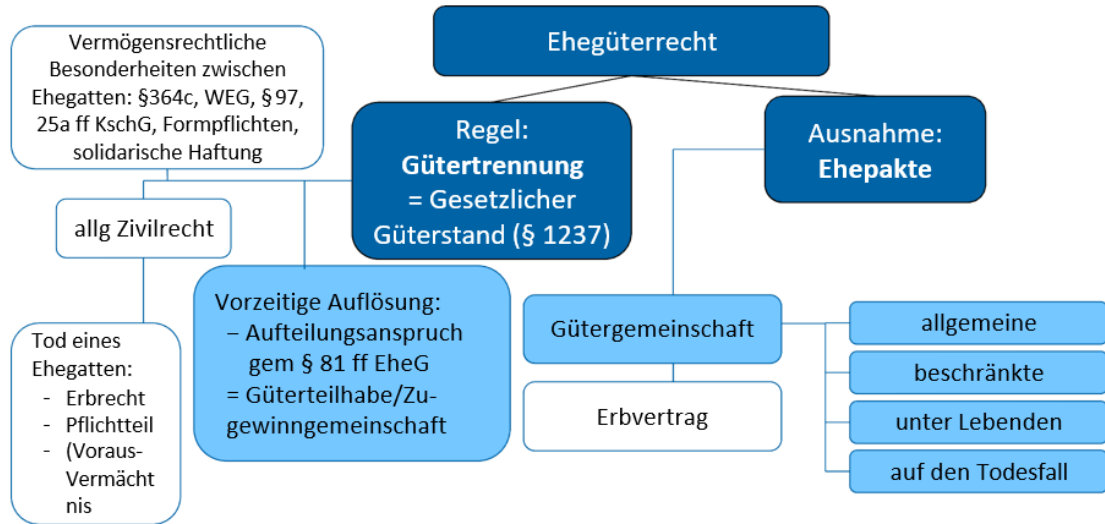 Ehegüterrecht
Vermögensrechtliche
Besonderheiten zwischen
Ehegatten: §364c, WEG, § 97,
25a ff KschG, Formpflichten,
solidarische Haftung
Regel:
Gütertrennung
= Gesetzlicher
Güterstand (§ 1237)
Ausnahme:
Ehepakte
allg Zivilrecht
Vorzeitige Auflösung:
– Aufteilungsanspruch
gem § 81 ff EheG
= Güterteilhabe/Zu-
gewinngemeinschaft
Tod eines
Ehegatten:
- Erbrecht
- Pflichtteil
- (Voraus-
Vermächt
nis
Gütergemeinschaft
Erbvertrag
allgemeine
beschränkte
unter Lebenden
auf den Todesfall